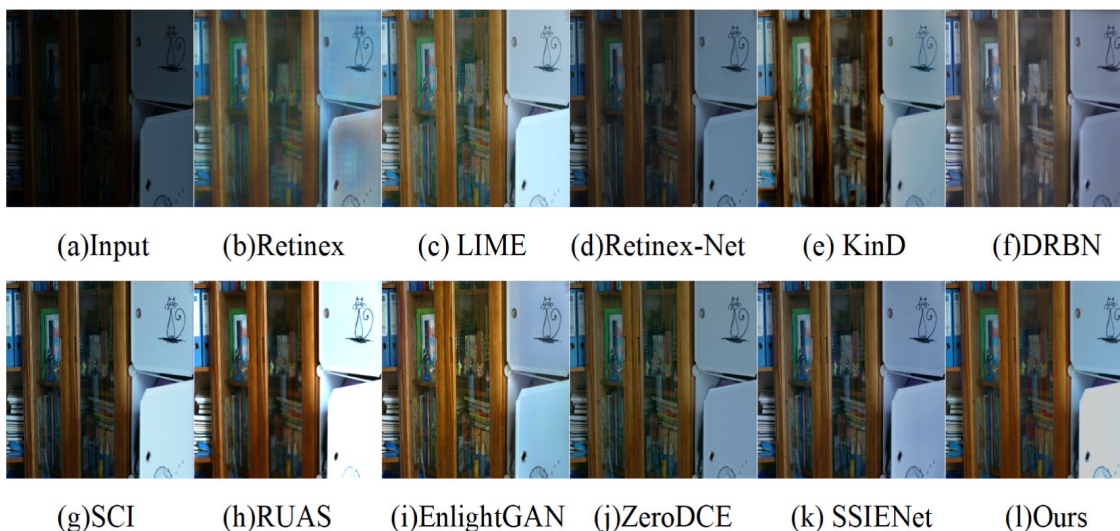 (a)Input (b)Retinex (c) LIME (d)Retinex-Net (e) KinD (f)DRBN
(g)SCI (h)RUAS (i)EnlightGAN (j)ZeroDCE (k) SSIENet (l)Ours